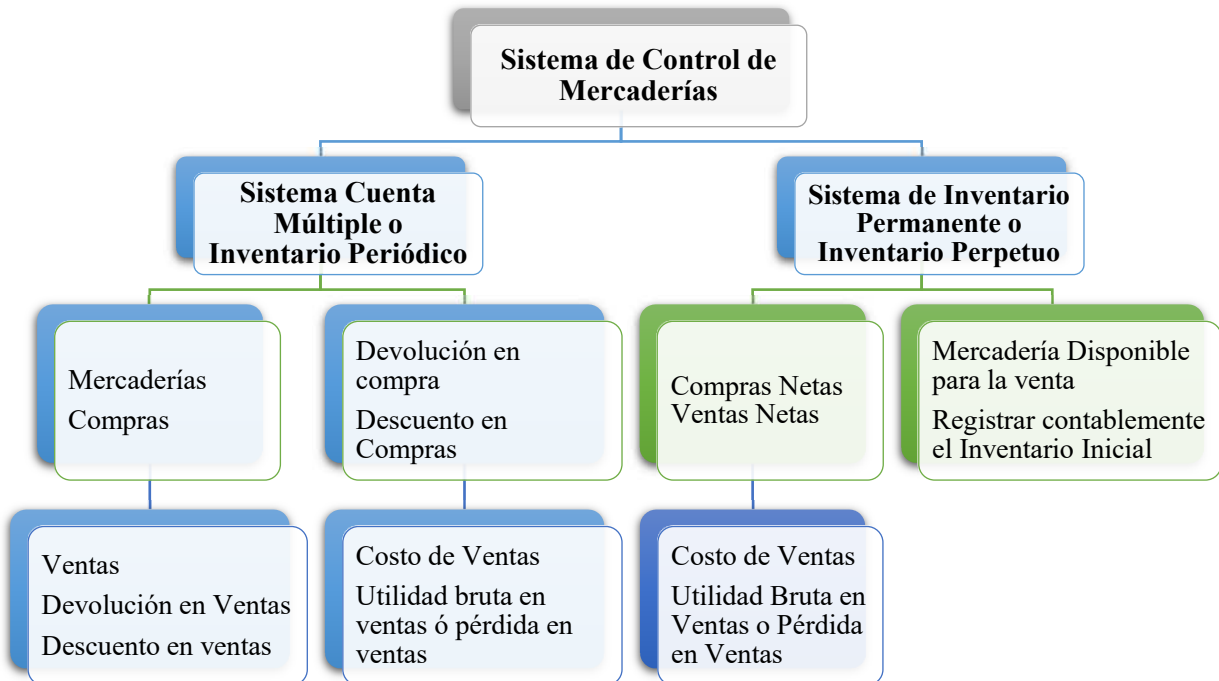 Sistema de Control de
Mercaderías
Sistema Cuenta
Múltiple o
Inventario Periódico
Sistema de Inventario
Permanente o
Inventario Perpetuo
Mercaderías
Compras
Devolución en
compra
Descuento en
Compras
Compras Netas
Ventas Netas
Mercadería Disponible
para la venta
Registrar contablemente
el Inventario Inicial
Ventas
Devolución en Ventas
Descuento en ventas
Costo de Ventas
Utilidad bruta en
ventas ó pérdida en
ventas
Costo de Ventas
Utilidad Bruta en
Ventas o Pérdida
en Ventas